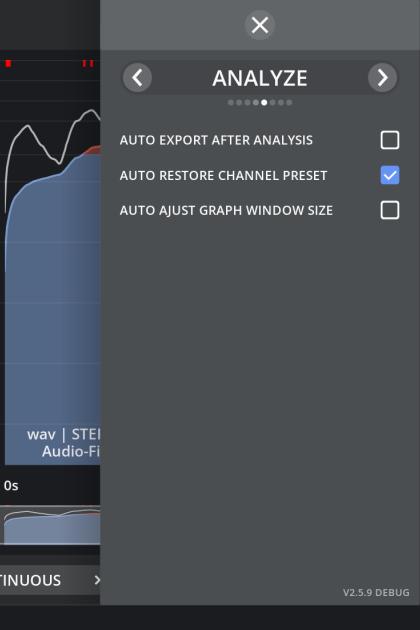 ANALYZE
AUTO EXPORT AFTER ANALYSIS
AUTO RESTORE CHANNEL PRESET
AUTO AJUST GRAPH WINDOW SIZE
wav | STE
Audio-Fi
0s
TINUOUS
V2.5.9 DEBUG